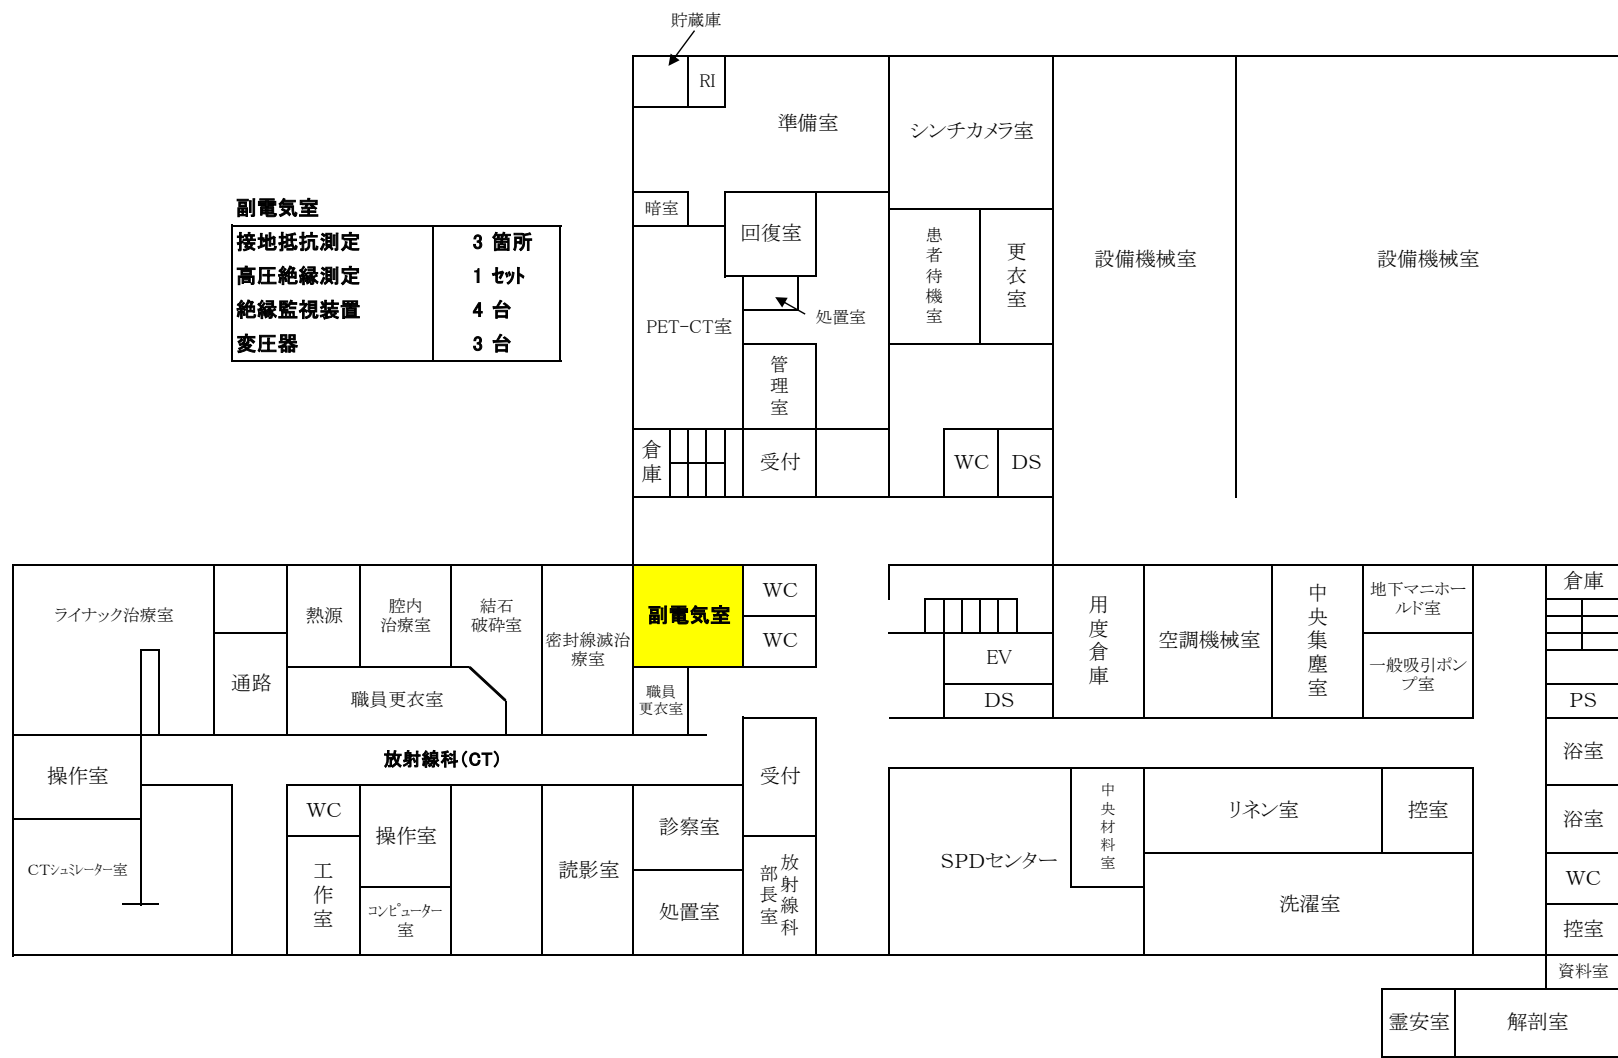 貯蔵庫
RI
準備室
シンチカメラ室
設備機械室
設備機械室
暗室
回復室
患者待機室
更衣室
副電気室
接地抵抗測定 3 箇所
高圧絶縁測定 1 セット
絶縁監視装置 4 台
変圧器 3 台
PET-CT室
処置室
管理室
倉庫
受付
WC
DS
ライナック治療室
熱源
腔内
治療室
結石
破砕室
密封線滅治
療室
副電気室
WC
WC
通路
職員更衣室
職員
更衣室
EV
DS
用度倉庫
空調機械室
中央集塵室
地下マニホー
ルド室
一般吸引ポン
プ室
倉庫
PS
放射線科(CT)
操作室
CTシュミレーター室
WC
工作室
操作室
コンピューター
室
読影室
診察室
処置室
受付
放射線科
部長室
SPDセンター
中央材料室
リネン室
控室
洗濯室
浴室
浴室
WC
控室
資料室
霊安室
解剖室